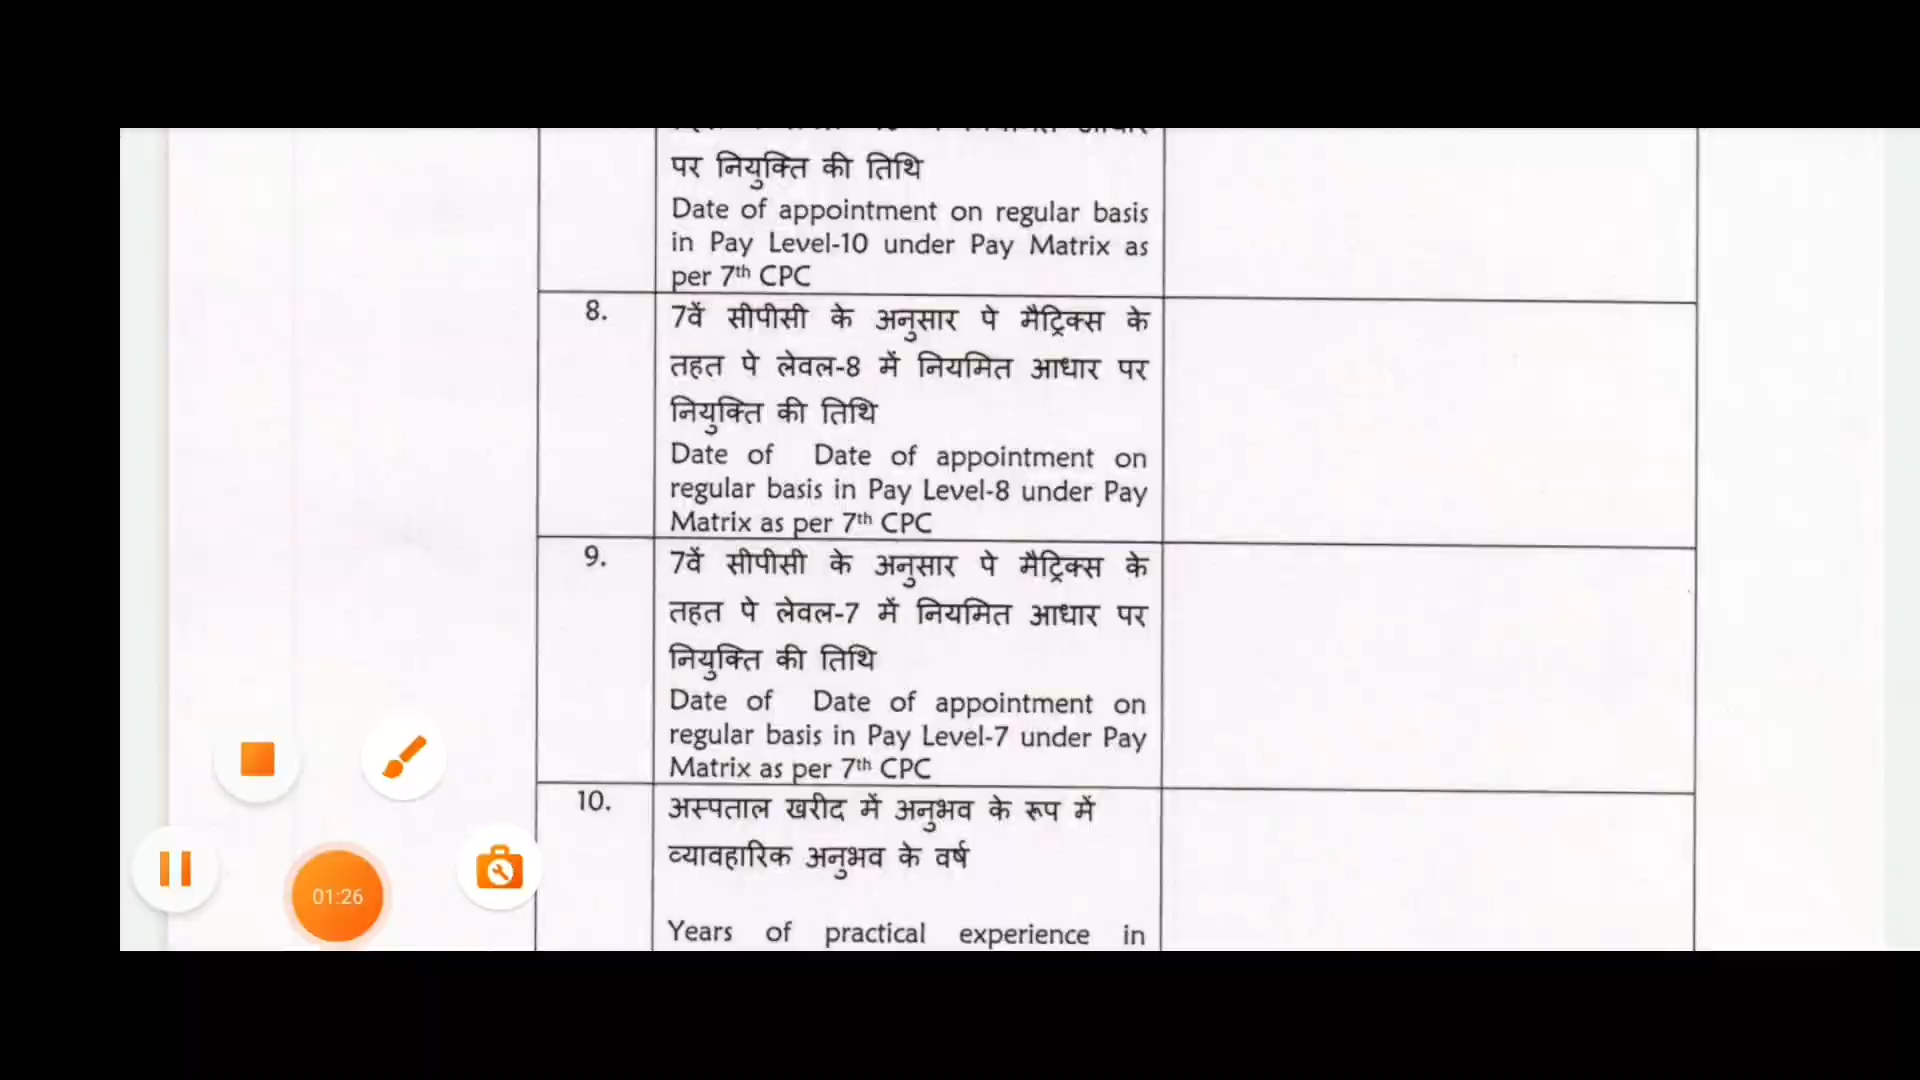 पर नियुक्ति की तिथि
Date of appointment on regular basis
in Pay Level-10 under Pay Matrix as
per 7th CPC
8.
7वें सीपीसी के अनुसार पे मैट्रिक्स के
तहत पे लेवल-8 में नियमित आधार पर
नियुक्ति की तिथि
Date of Date of appointment on
regular basis in Pay Level-8 under Pay
Matrix as per 7th CPC
9.
7वें सीपीसी के अनुसार पे मैट्रिक्स के
तहत पे लेवल-7 में नियमित आधार पर
नियुक्ति की तिथि
Date of Date of appointment on
regular basis in Pay Level-7 under Pay
Matrix as per 7th CPC
10.
अस्पताल खरीद में अनुभव के रूप में
व्यावहारिक अनुभव के वर्ष
Years of practical experience in
01:26